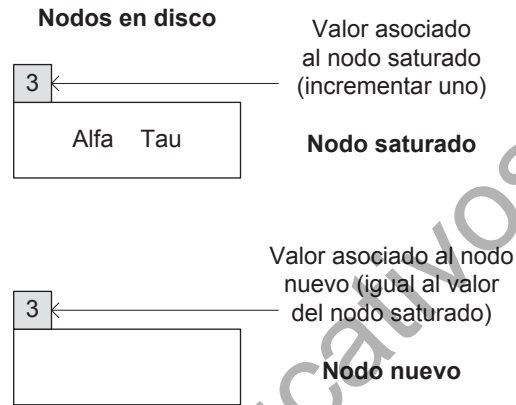 Nodos en disco
Valor asociado
al nodo saturado
(incrementar uno)
3
Alfa Tau
Nodo saturado
Valor asociado al nodo
nuevo (igual al valor
del nodo saturado)
3
Nodo nuevo